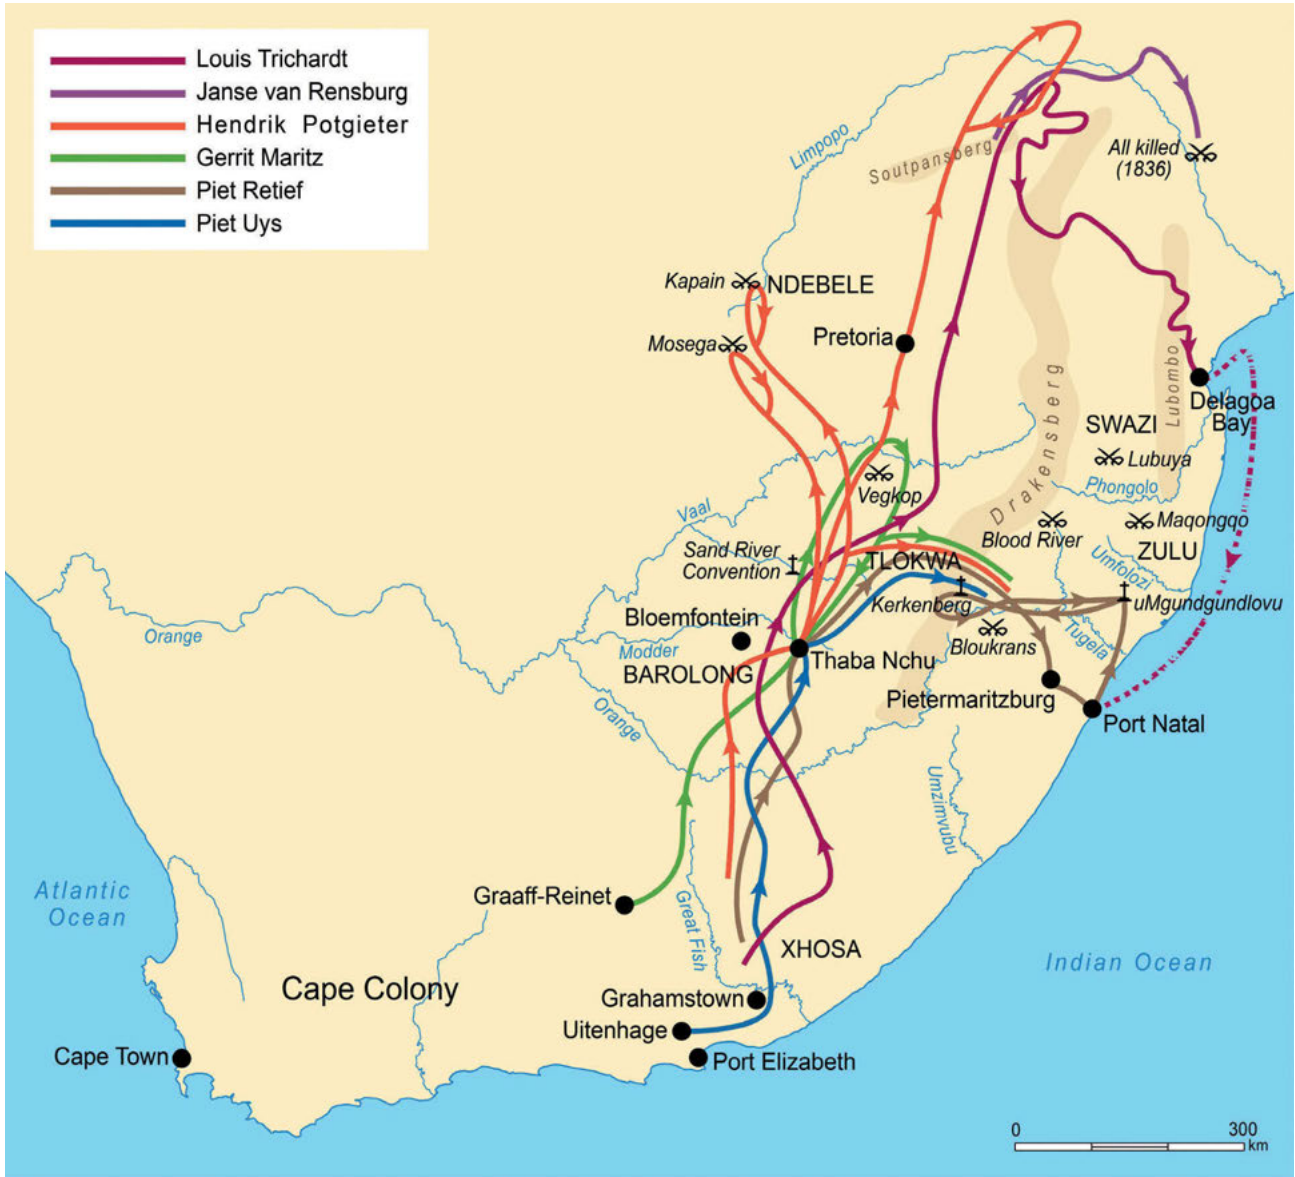 Louis Trichardt
Janse van Rensburg
Hendrik Potgieter
Gerrit Maritz
Piet Retief
Piet Uys
Limpopo
Soutpansberg
All killed
(1836)
Kapain
NDEBELE
Mosega
Pretoria
Lubombo
Delagoa
Bay
Drakensberg
SWAZI
Lubuya
Vegkop
Phongolo
Vaal
Blood River
Maqongqo
ZULU
Sand River
Convention
TLOKWA
Umfolozi
Kerkenberg
uMgundgundlovu
Bloemfontein
Orange
Modder
Bloukrans
Tugela
BAROLONG
Thaba Nchu
Pietermaritzburg
Orange
Port Natal
Umzimvubu
Atlantic
Ocean
Graaff-Reinet
Great Fish
XHOSA
Indian Ocean
Cape Colony
Grahamstown
Uitenhage
Cape Town
Port Elizabeth
0 300
km